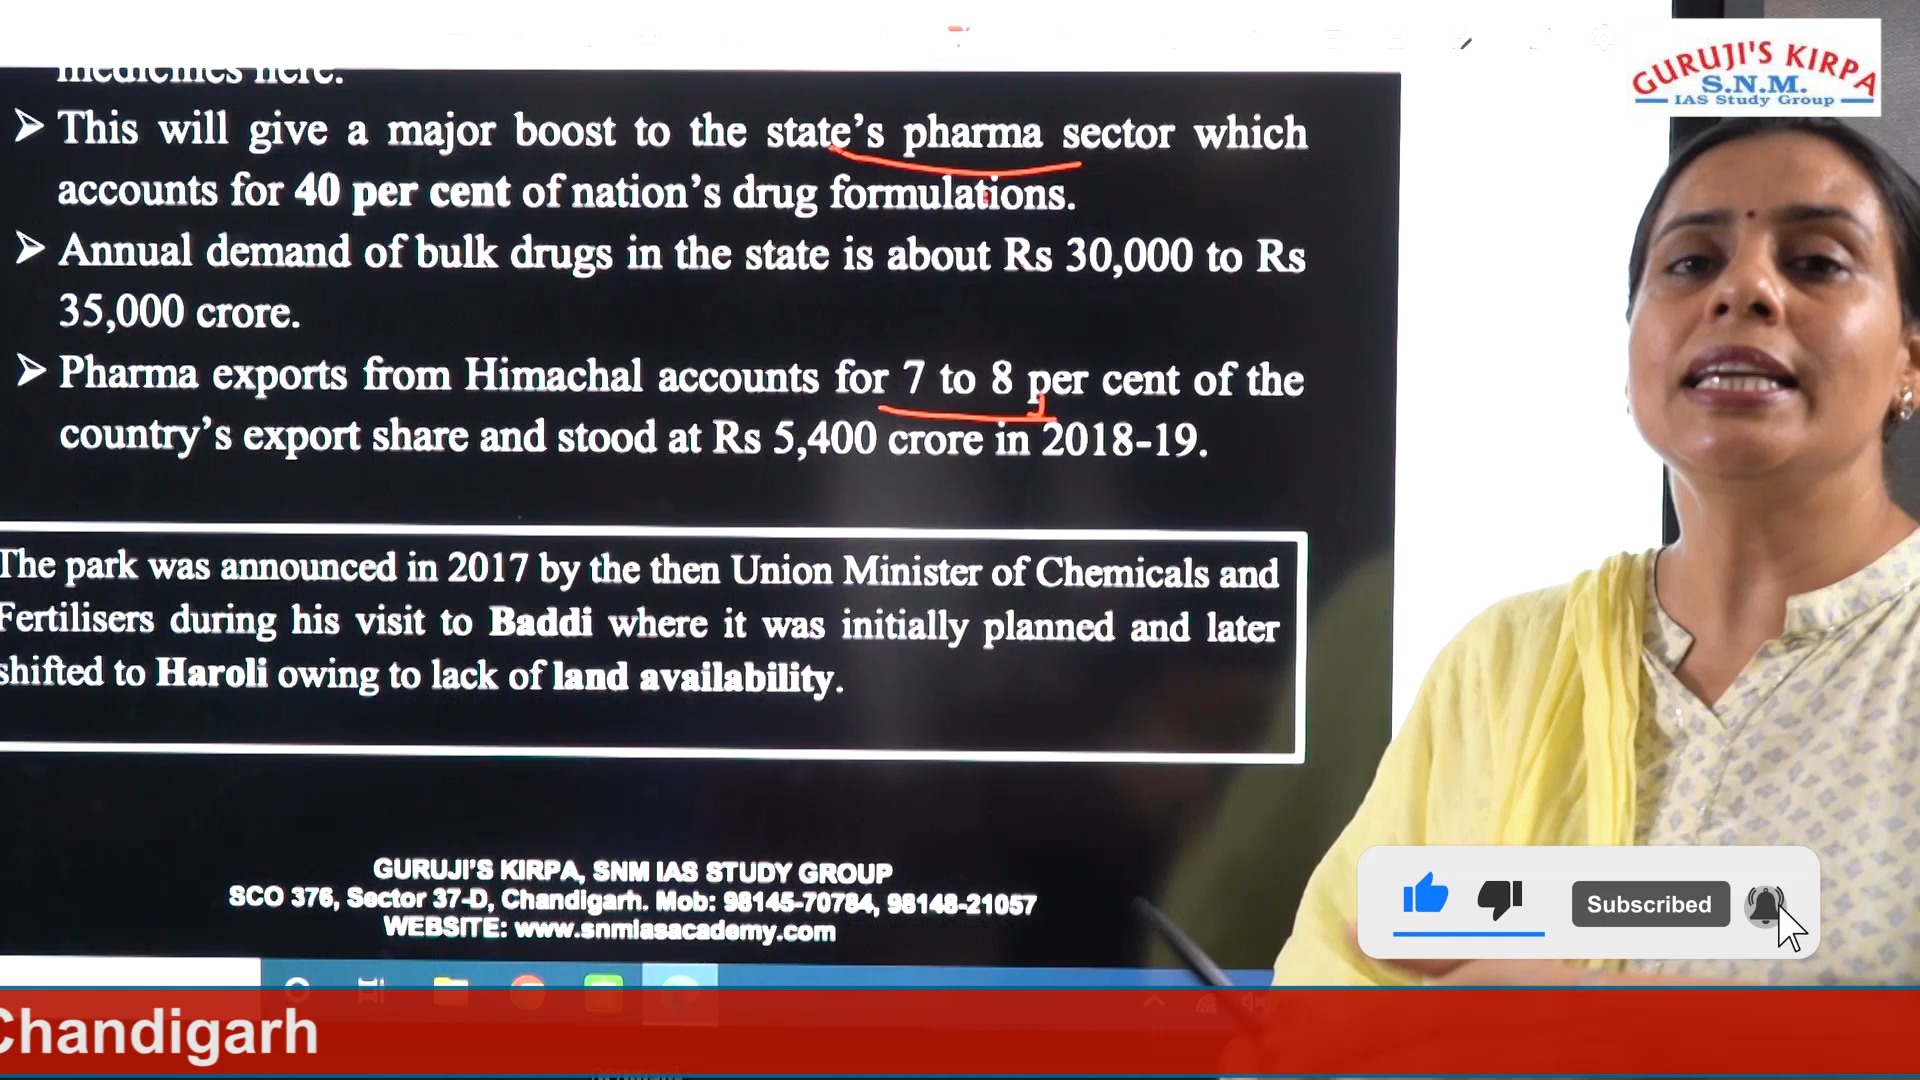 medicines here.
➢ This will give a major boost to the state’s pharma sector which
accounts for 40 per cent of nation’s drug formulations.
➢ Annual demand of bulk drugs in the state is about Rs 30,000 to Rs
35,000 crore.
➢ Pharma exports from Himachal accounts for 7 to 8 per cent of the
country’s export share and stood at Rs 5,400 crore in 2018-19.
The park was announced in 2017 by the then Union Minister of Chemicals and
Fertilisers during his visit to Baddi where it was initially planned and later
shifted to Haroli owing to lack of land availability.
GURUJI'S KIRPA, SNM IAS STUDY GROUP
SCO 376, Sector 37-D, Chandigarh. Mob: 98145-70784, 98148-21057
WEBSITE: www.snmiasacademy.com
GURUJI'S KIRPA
S.N.M.
IAS Study Group
Subscribed
Chandigarh